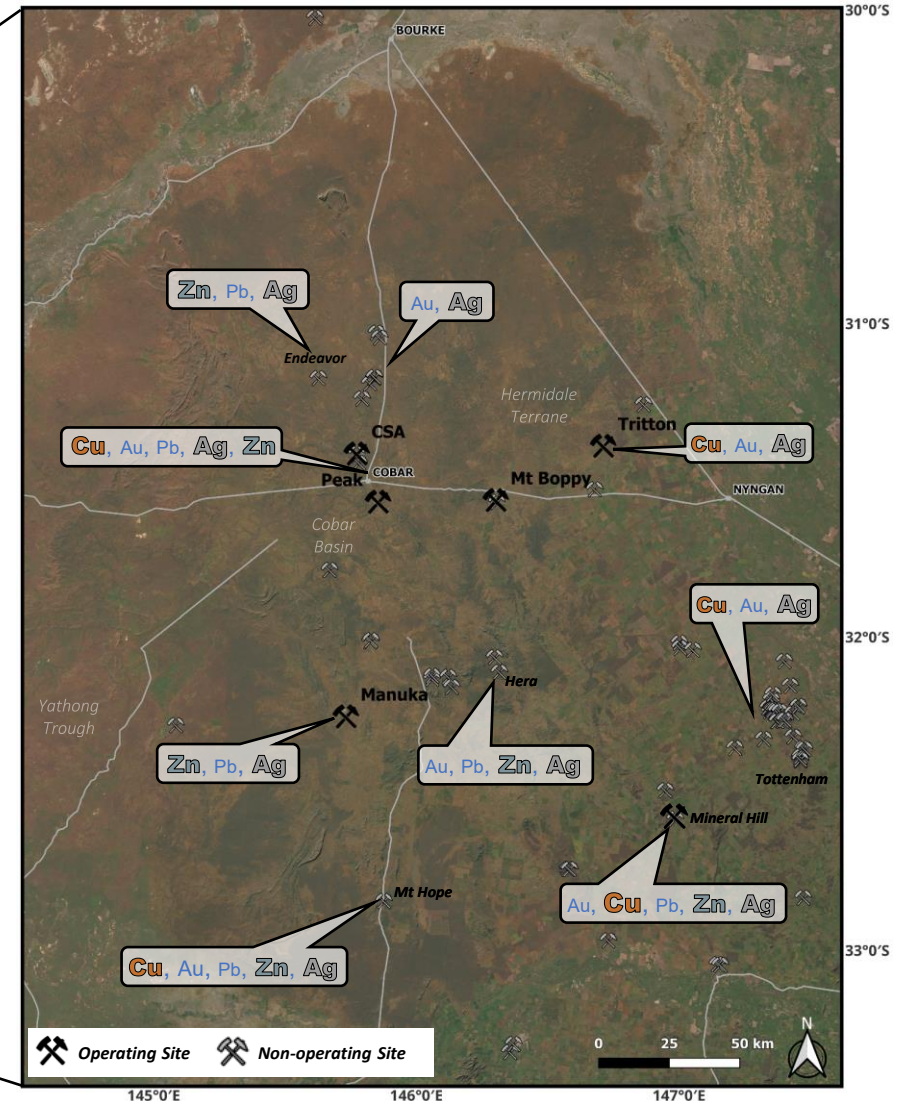 30°0'S
BOURKE
Zn, Pb, Ag
Au, Ag
31°0'S
Endeavor
Hermidale
Terrane
CSA
Tritton
Cu, Au, Pb, Ag, Zn
Cu, Au, Ag
COBAR
Peak
Mt Boppy
NYNGAN
Cobar
Basin
Cu, Au, Ag
32°0'S
Hera
Manuka
Yathong
Trough
Zn, Pb, Ag
Au, Pb, Zn, Ag
Tottenham
Mineral Hill
Mt Hope
Au, Cu, Pb, Zn, Ag
33°0'S
Cu, Au, Pb, Zn, Ag
N
Operating Site
Non-operating Site
0 25 50 km
145°0'E
146°0'E
147°0'E